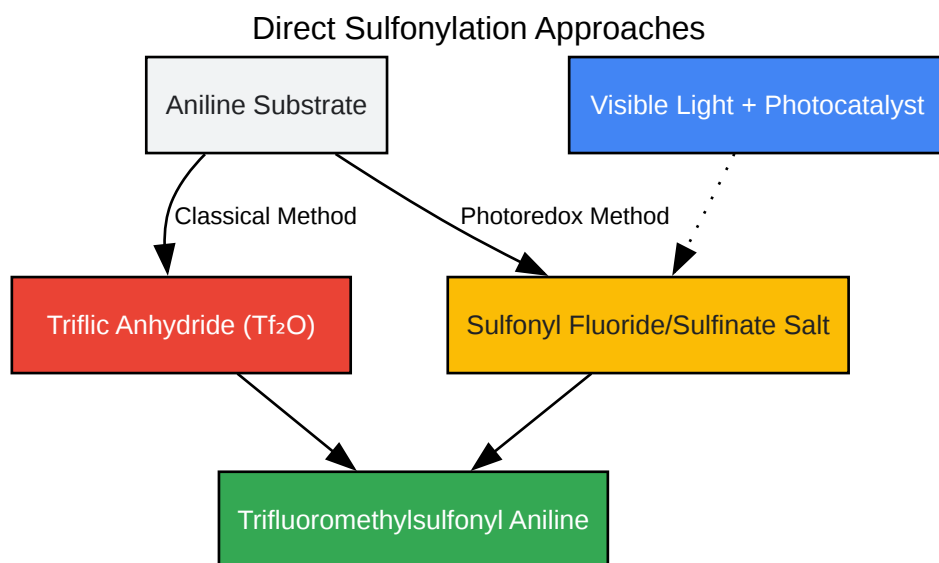 Direct Sulfonylation Approaches
Aniline Substrate
Visible Light + Photocatalyst
Classical Method
Photoredox Method
Triflic Anhydride (Tf₂O)
Sulfonyl Fluoride/Sulfinate Salt
Trifluoromethylsulfonyl Aniline